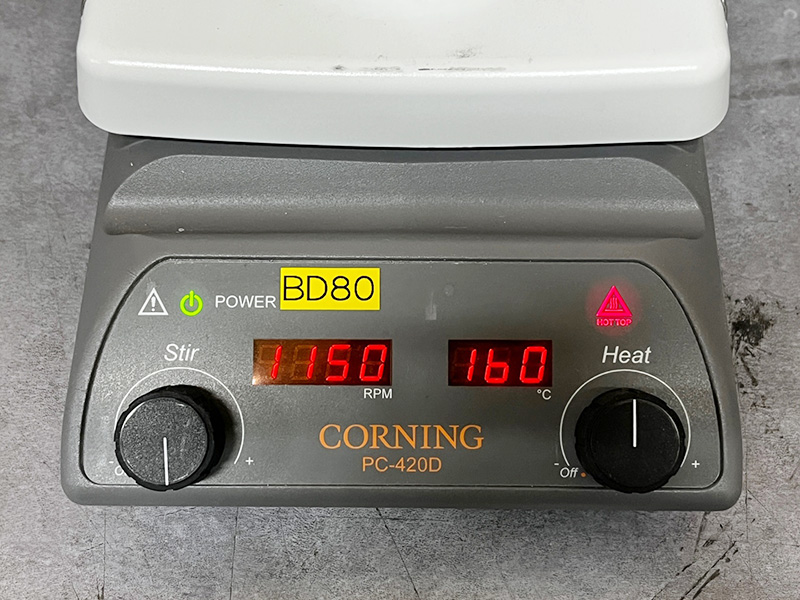 POWER BD80
HOT TOP
Stir
1150
160
Heat
RPM
°C
CORNING
PC-420D
- +
- Off +